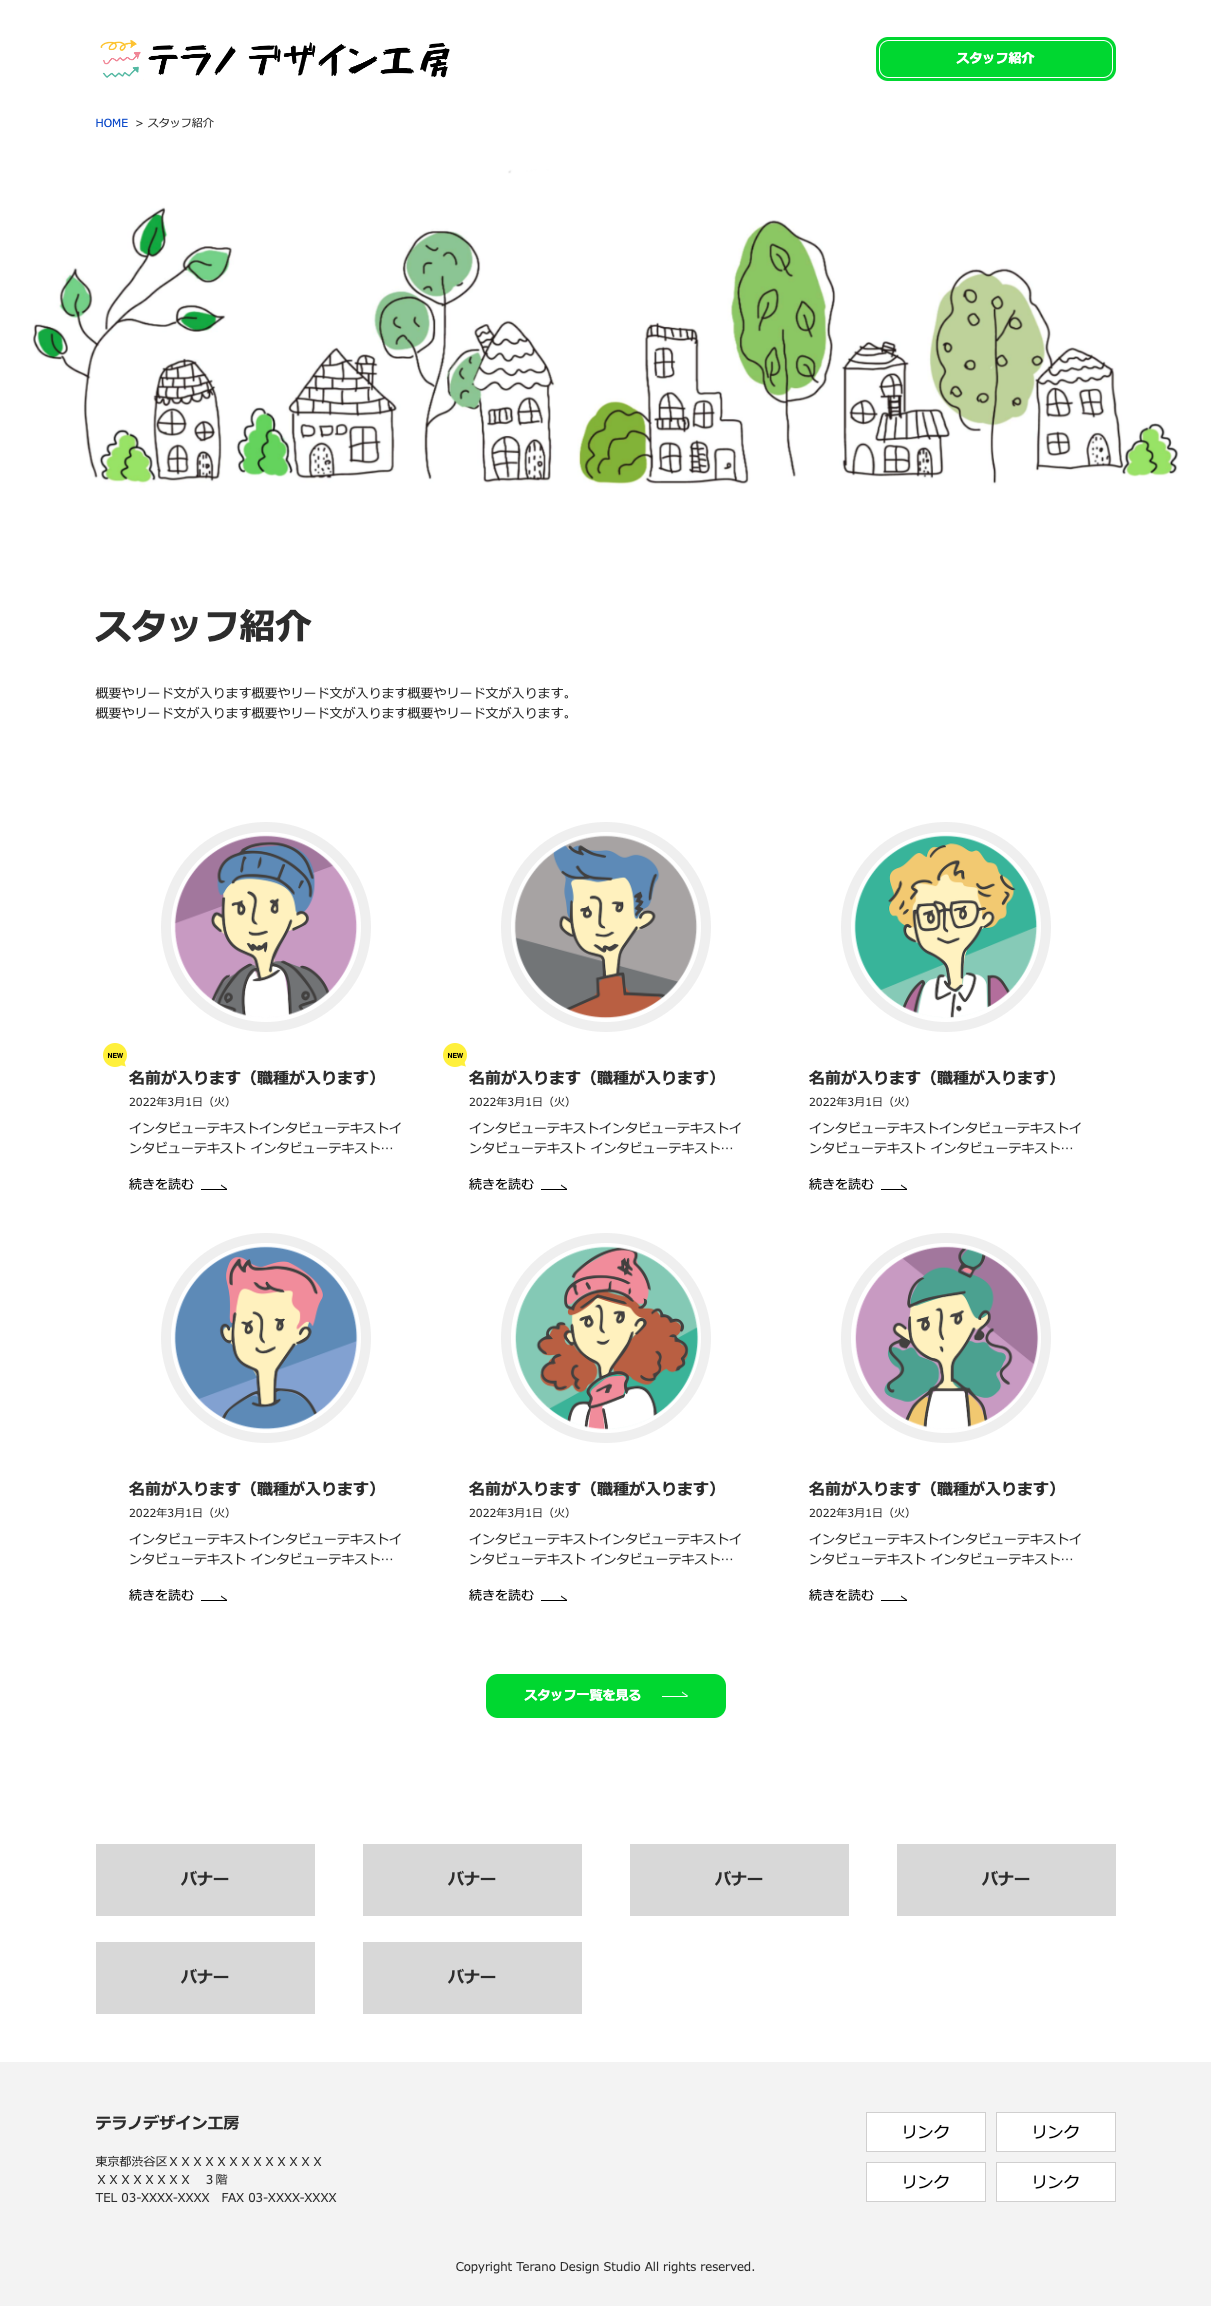 テラノ デザイン工房
スタッフ紹介
HOME > スタッフ紹介
スタッフ紹介
概要やリード文が入ります概要やリード文が入ります概要やリード文が入ります。
概要やリード文が入ります概要やリード文が入ります概要やリード文が入ります。
NEW
名前が入ります（職種が入ります）
2022年3月1日（火）
インタビューテキストインタビューテキストイ
ンタビューテキスト インタビューテキスト…
続きを読む
NEW
名前が入ります（職種が入ります）
2022年3月1日（火）
インタビューテキストインタビューテキストイ
ンタビューテキスト インタビューテキスト…
続きを読む
名前が入ります（職種が入ります）
2022年3月1日（火）
インタビューテキストインタビューテキストイ
ンタビューテキスト インタビューテキスト…
続きを読む
名前が入ります（職種が入ります）
2022年3月1日（火）
インタビューテキストインタビューテキストイ
ンタビューテキスト インタビューテキスト…
続きを読む
名前が入ります（職種が入ります）
2022年3月1日（火）
インタビューテキストインタビューテキストイ
ンタビューテキスト インタビューテキスト…
続きを読む
名前が入ります（職種が入ります）
2022年3月1日（火）
インタビューテキストインタビューテキストイ
ンタビューテキスト インタビューテキスト…
続きを読む
スタッフ一覧を見る
バナー
バナー
バナー
バナー
バナー
バナー
テラノデザイン工房
東京都渋谷区ＸＸＸＸＸＸＸＸＸＸＸＸＸ
ＸＸＸＸＸＸＸＸ　３階
TEL 03-XXXX-XXXX　FAX 03-XXXX-XXXX
リンク
リンク
リンク
リンク
Copyright Terano Design Studio All rights reserved.